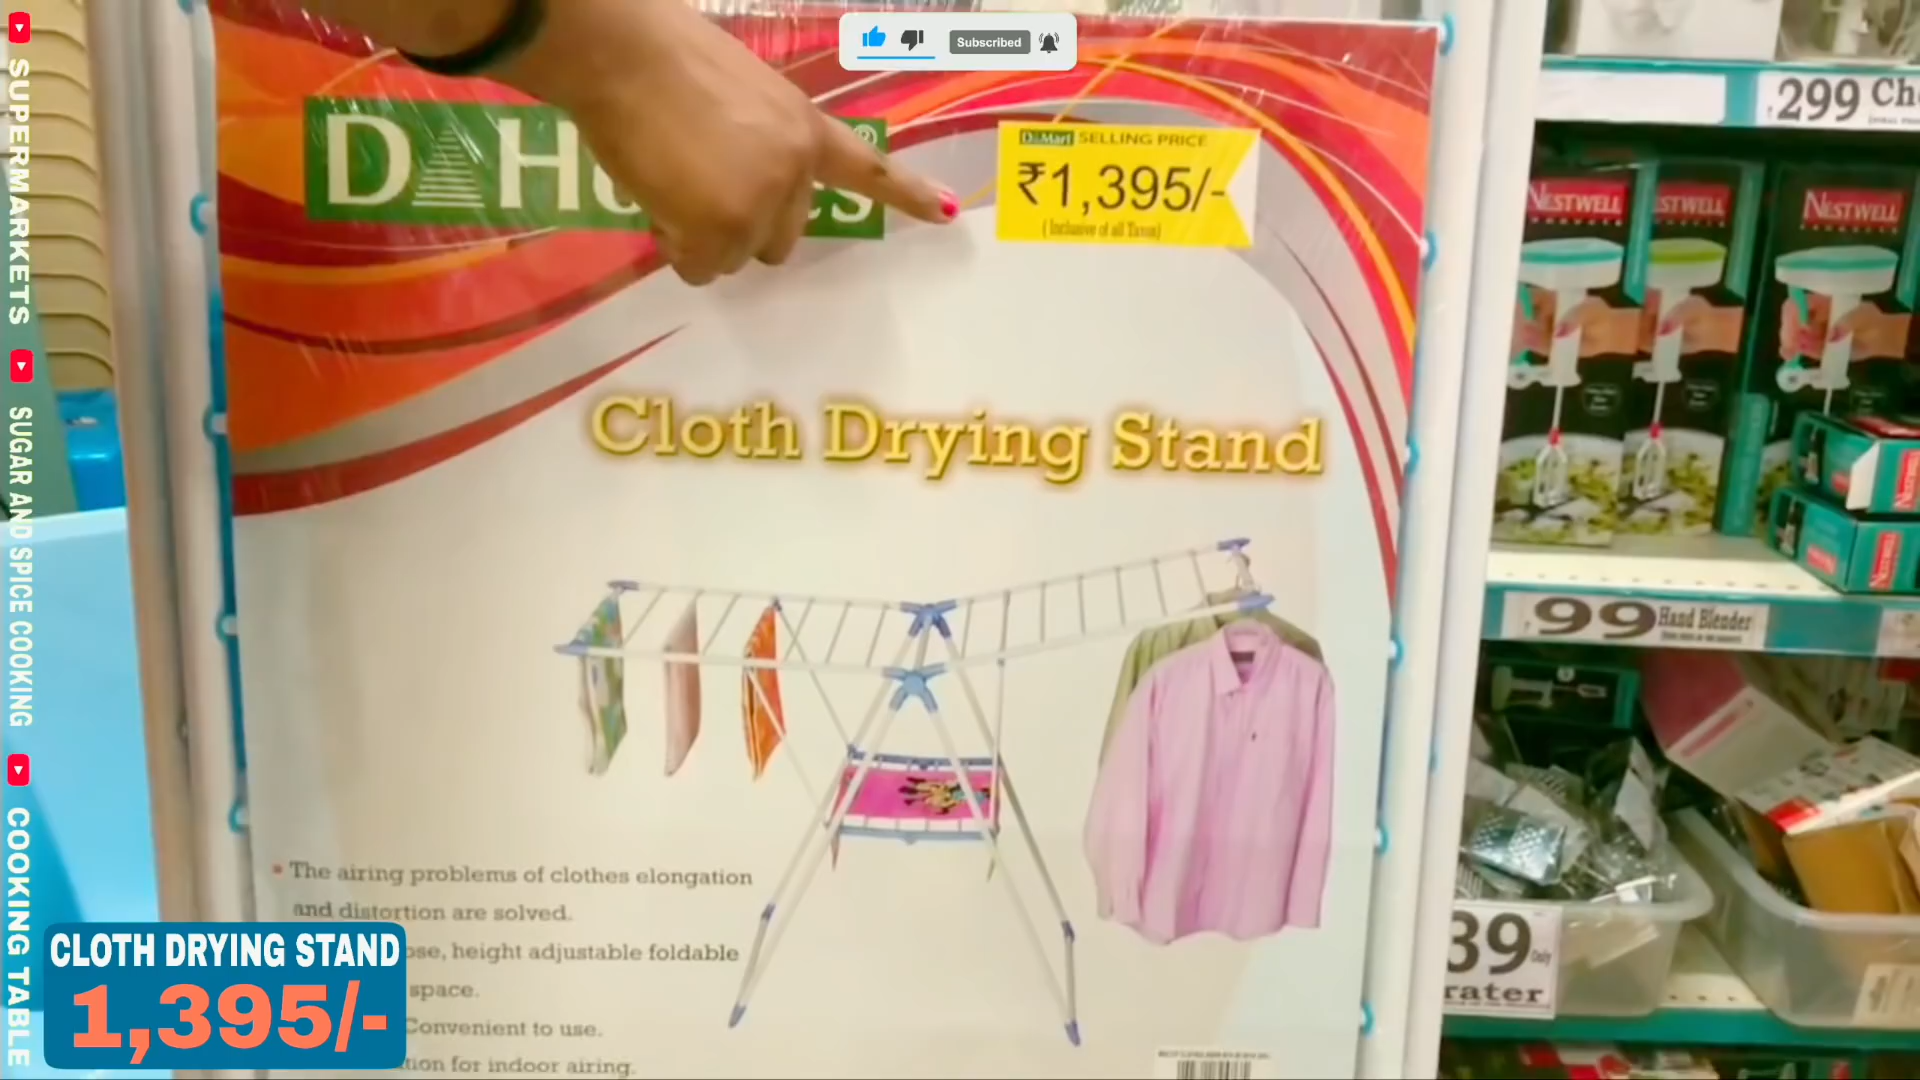 SUPERMARKETS
SUGAR AND SPICE COOKING
COOKING TABLE
Subscribed
D
DMart SELLING PRICE
₹1,395/-
(Inclusive of all Taxes)
Cloth Drying Stand
The airing problems of clothes elongation
and distortion are solved.
height adjustable foldable
space.
Convenient to use.
for indoor airing.
CLOTH DRYING STAND
1,395/-
299
NESTWELL
NESTWELL
99 Hand Blender
39 Only